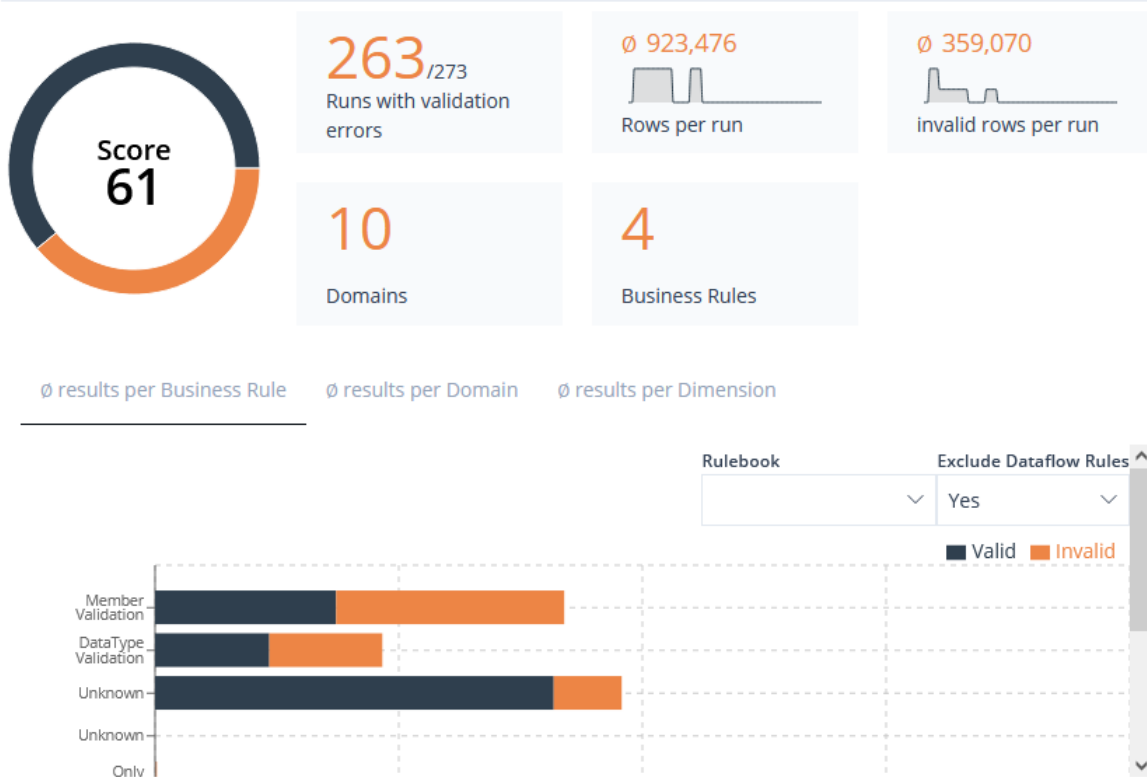 Score
61
263/273
Runs with validation
errors
Ø 923,476
Rows per run
Ø 359,070
invalid rows per run
10
Domains
4
Business Rules
Ø results per Business Rule
Ø results per Domain
Ø results per Dimension
Rulebook
Exclude Dataflow Rules
Yes
Valid
Invalid
Member
Validation
DataType
Validation
Unknown
Unknown
Only